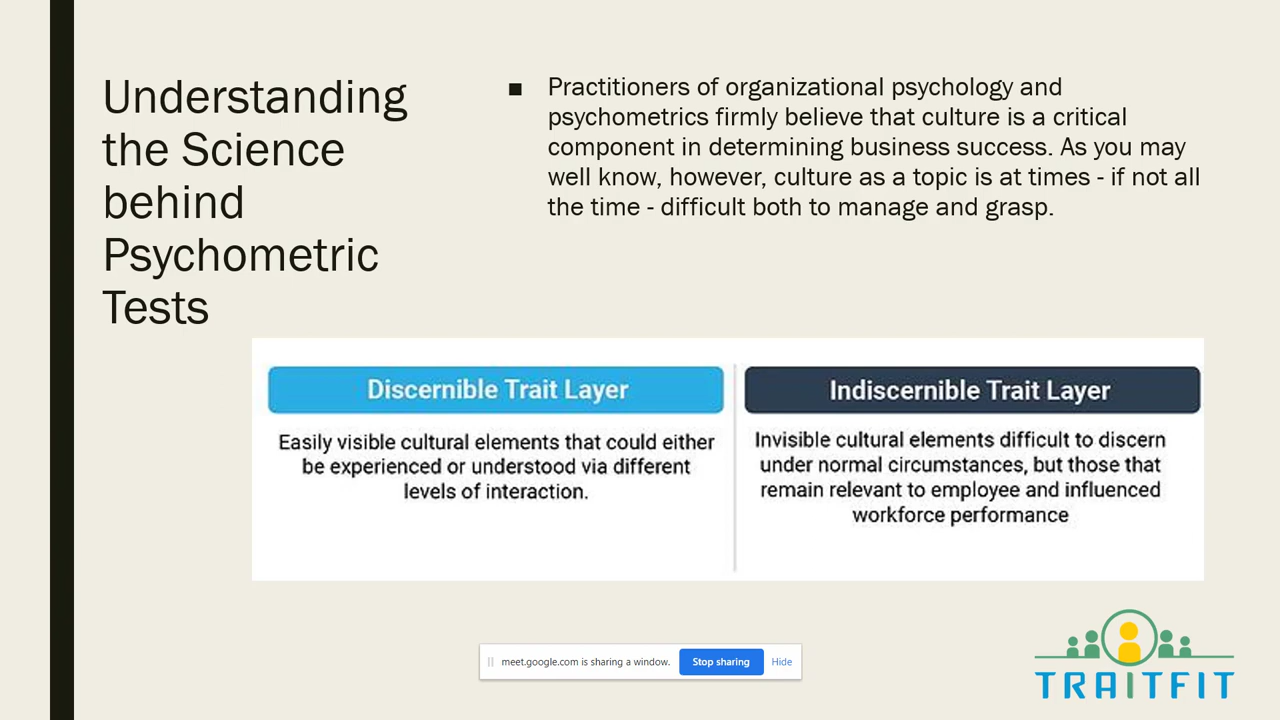 Understanding
the Science
behind
Psychometric
Tests
■ Practitioners of organizational psychology and
psychometrics firmly believe that culture is a critical
component in determining business success. As you may
well know, however, culture as a topic is at times - if not all
the time - difficult both to manage and grasp.
Discernible Trait Layer
Easily visible cultural elements that could either
be experienced or understood via different
levels of interaction.
Indiscernible Trait Layer
Invisible cultural elements difficult to discern
under normal circumstances, but those that
remain relevant to employee and influenced
workforce performance
meet.google.com is sharing a window. Stop sharing Hide
TRAITFIT